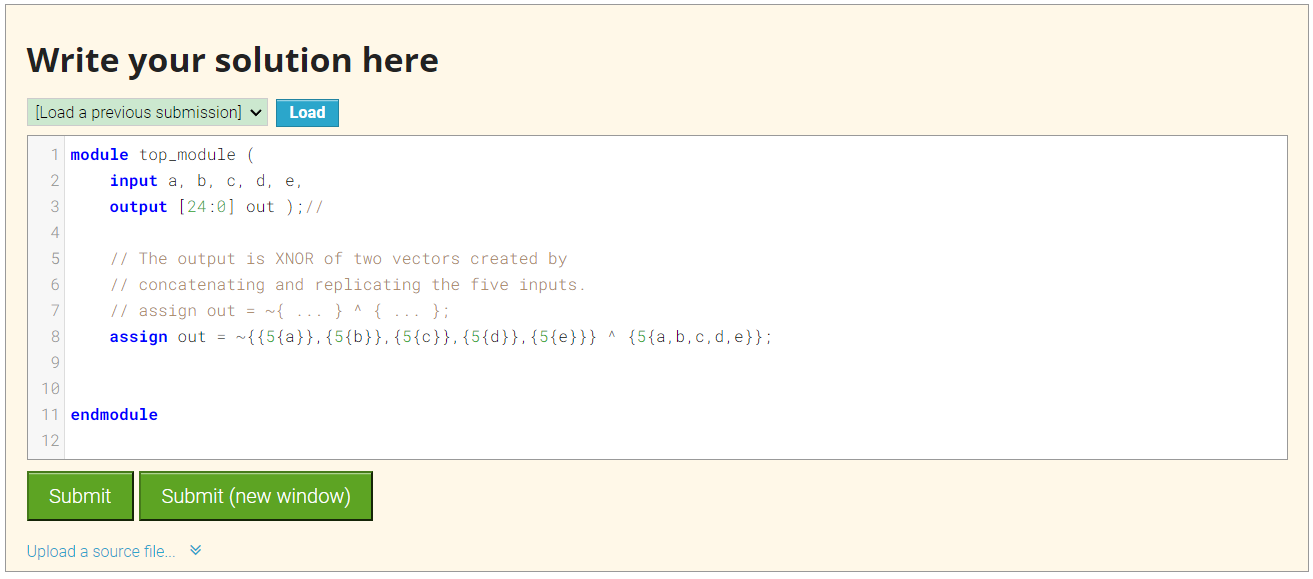 Write your solution here
[Load a previous submission] Load
1 module top_module (
2 input a, b, c, d, e,
3 output [24:0] out );//
4
5 // The output is XNOR of two vectors created by
6 // concatenating and replicating the five inputs.
7 // assign out = ~{ ... } ^ { ... };
8 assign out = ~{{5{a}},{5{b}},{5{c}},{5{d}},{5{e}}} ^ {5{a,b,c,d,e}};
9
10
11 endmodule
12
Submit Submit (new window)
Upload a source file...